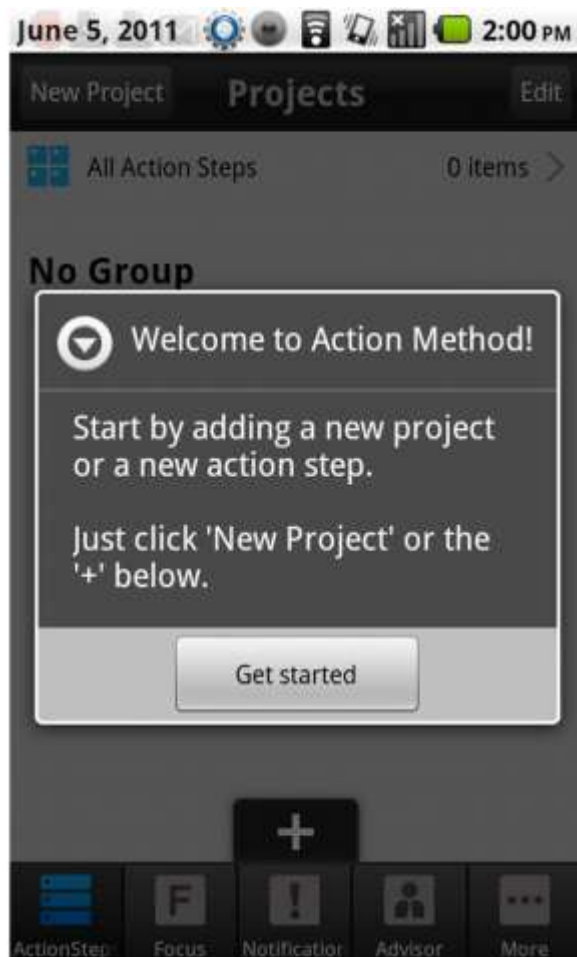 June 5, 2011 2:00 PM
New Project Projects Edit
All Action Steps 0 items
No Group
Welcome to Action Method!
Start by adding a new project
or a new action step.
Just click 'New Project' or the
'+' below.
Get started
+
F !
ActionStep Focus Notification Advisor More